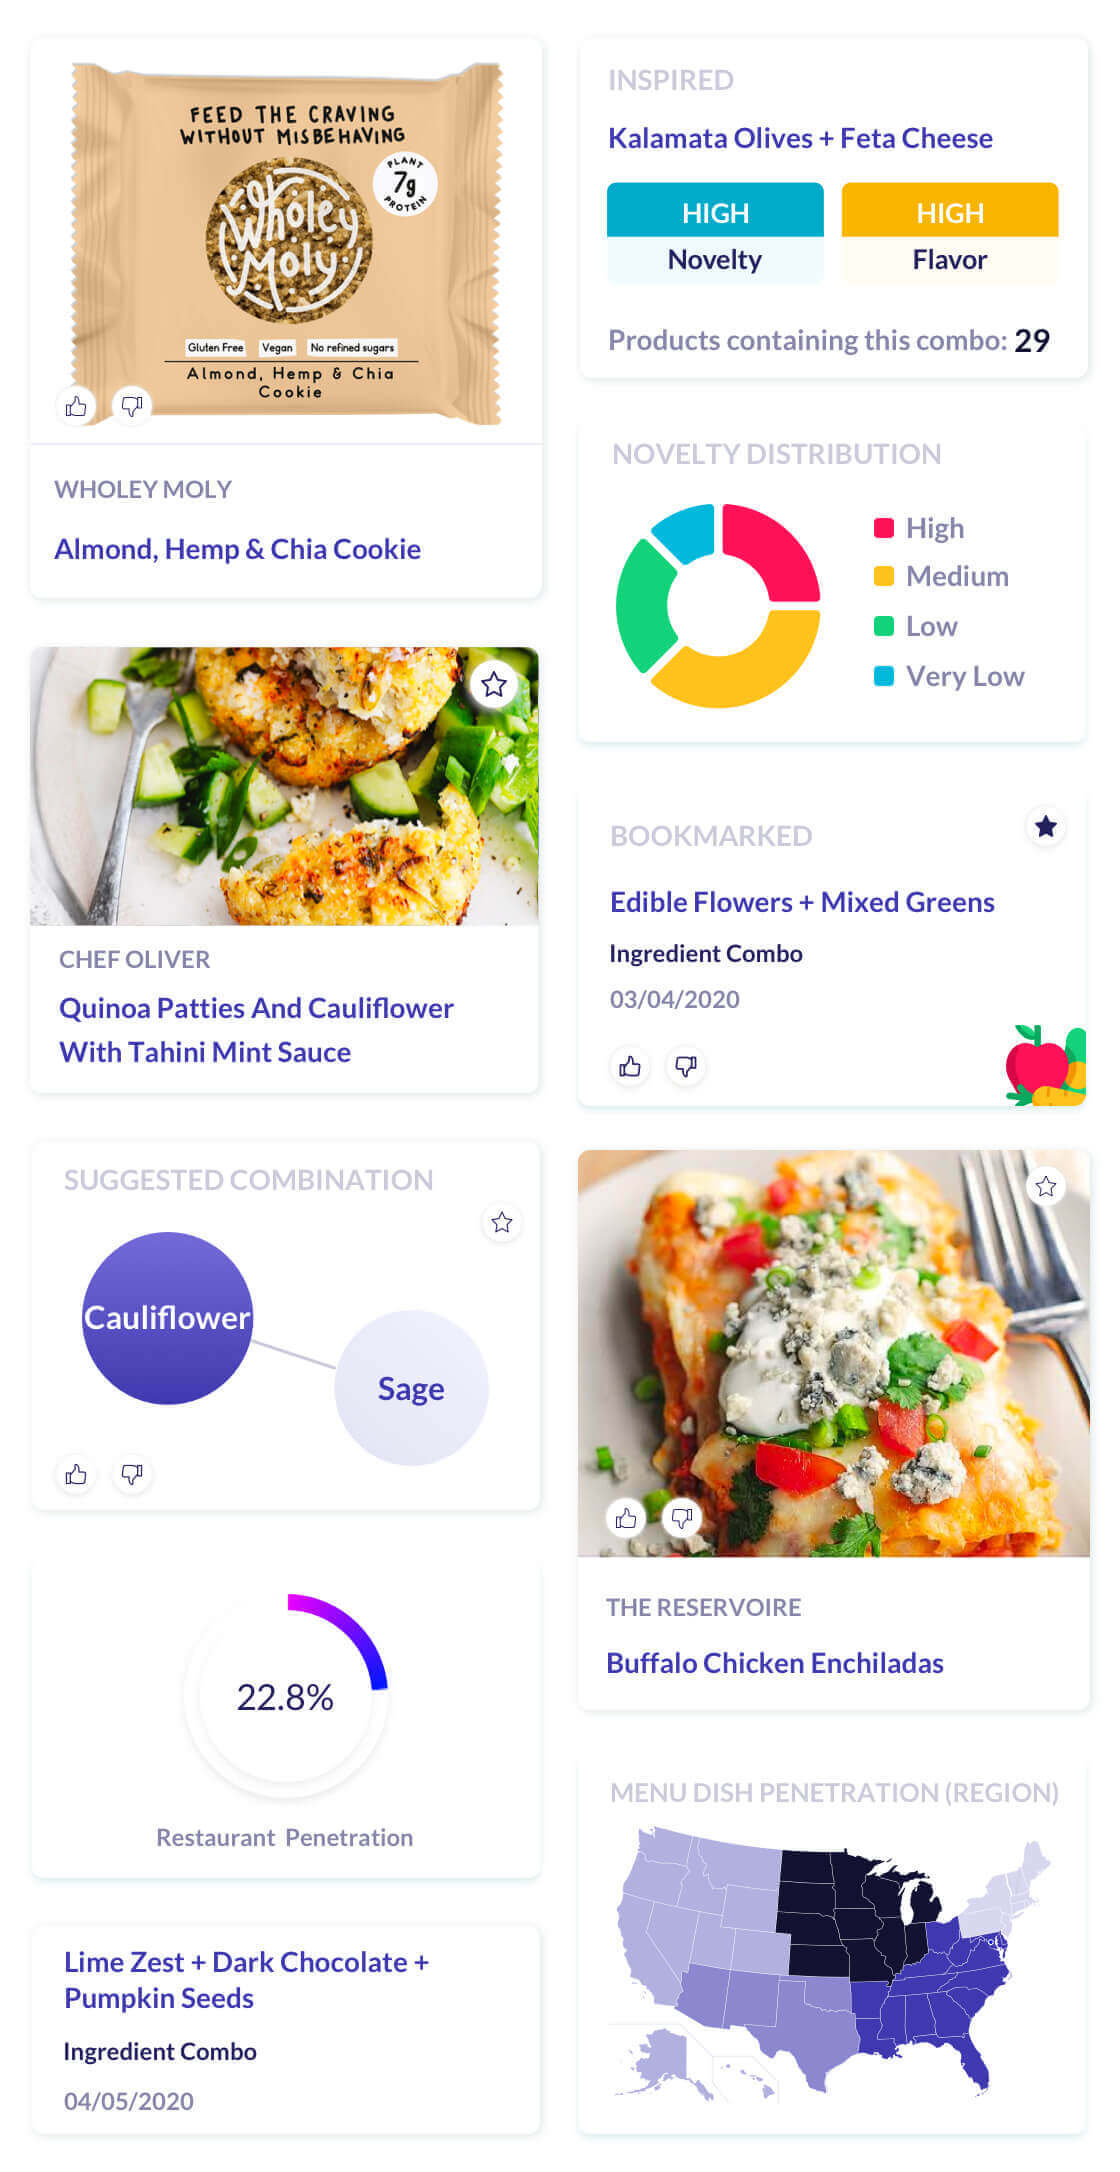 FEED THE CRAVING
WITHOUT MISBEHAVING
PLANT
7g
PROTEIN
Wholey
Moly
Gluten Free
Vegan
No refined sugars
Almond, Hemp & Chia
Cookie
WHOLEY MOLY
Almond, Hemp & Chia Cookie
CHEF OLIVER
Quinoa Patties And Cauliflower
With Tahini Mint Sauce
SUGGESTED COMBINATION
Cauliflower
Sage
22.8%
Restaurant Penetration
Lime Zest + Dark Chocolate +
Pumpkin Seeds
Ingredient Combo
04/05/2020
INSPIRED
Kalamata Olives + Feta Cheese
HIGH
Novelty
HIGH
Flavor
Products containing this combo: 29
NOVELTY DISTRIBUTION
High
Medium
Low
Very Low
BOOKMARKED
Edible Flowers + Mixed Greens
Ingredient Combo
03/04/2020
THE RESERVOIRE
Buffalo Chicken Enchiladas
MENU DISH PENETRATION (REGION)